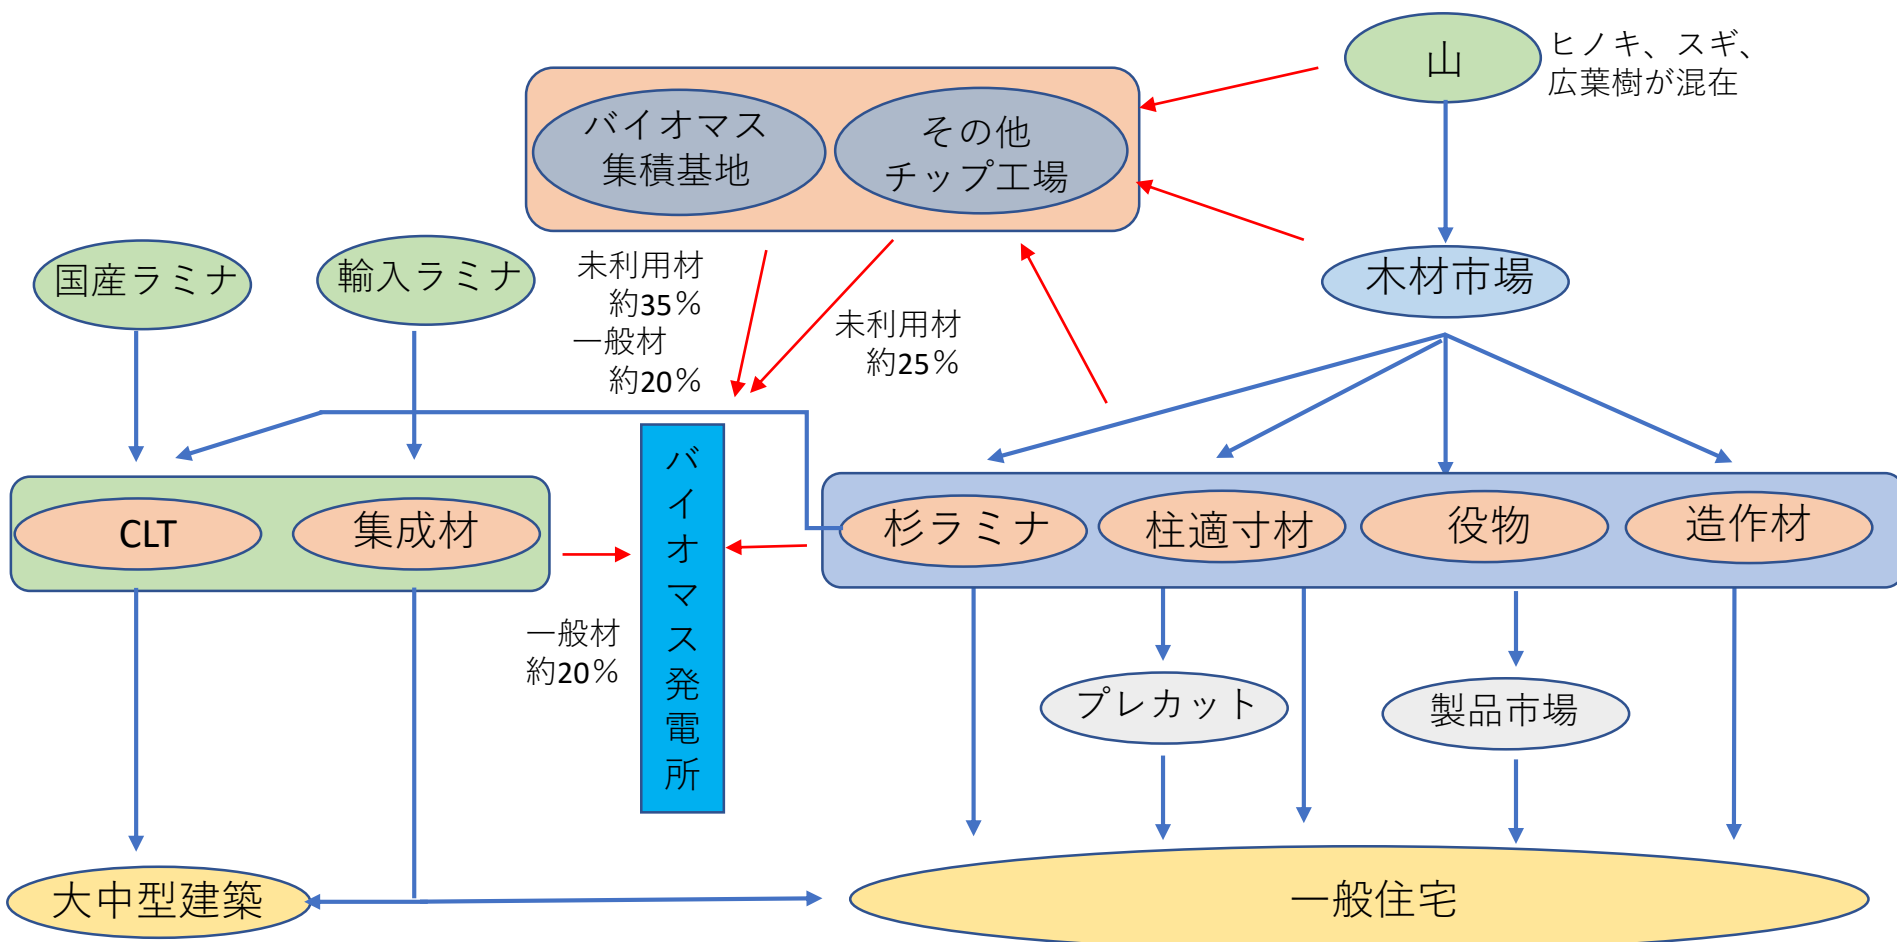 山
ヒノキ、スギ、
広葉樹が混在
バイオマス
集積基地
その他
チップ工場
国産ラミナ
輸入ラミナ
未利用材
約35%
一般材
約20%
未利用材
約25%
木材市場
CLT
集成材
バイオマス発電所
杉ラミナ
柱適寸材
役物
造作材
一般材
約20%
プレカット
製品市場
大中型建築
一般住宅